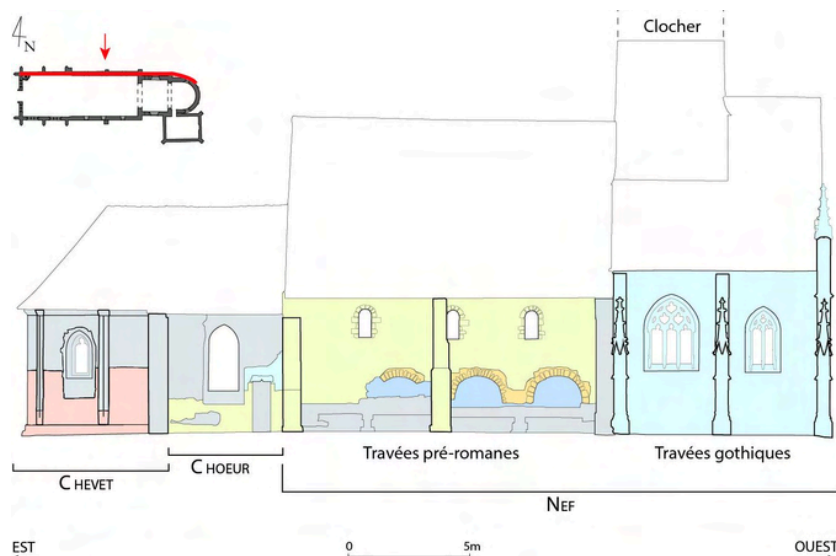 N
Clocher
Travées pré-romanes
Travées gothiques
CHEVET
CHOEUR
NEF
EST
0
5m
OUEST